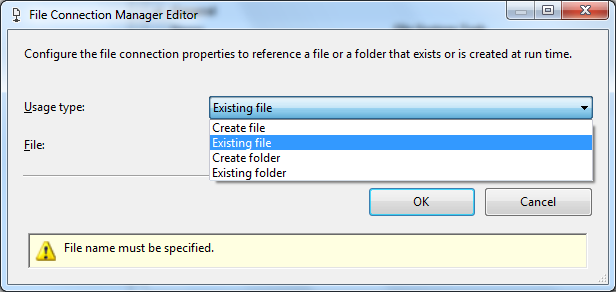 File Connection Manager Editor
Configure the file connection properties to reference a file or a folder that exists or is created at run time.
Usage type:
Existing file
Create file
Existing file
File:
Create folder
Existing folder
OK
Cancel
File name must be specified.